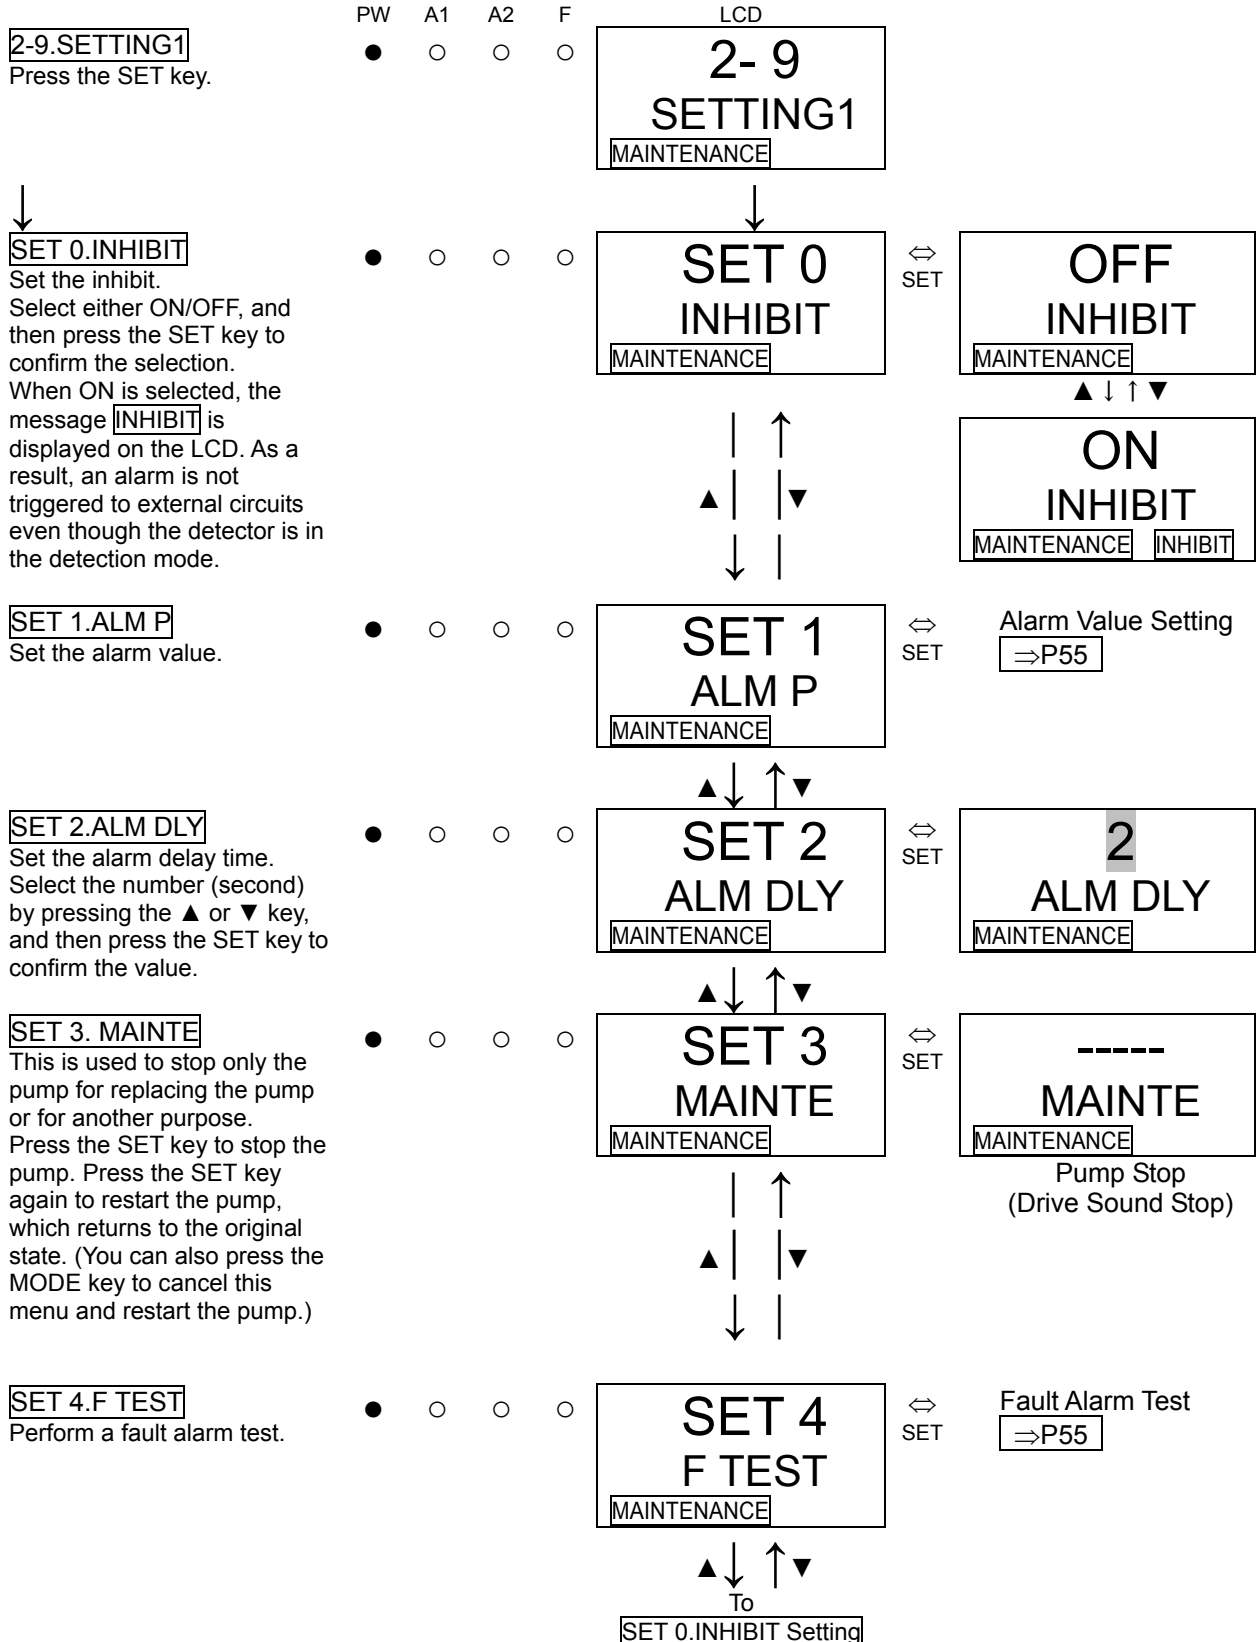 PW A1 A2 F LCD
2-9.SETTING1
Press the SET key.
● ○ ○ ○
2- 9
SETTING1
MAINTENANCE
↓ ↓
SET 0.INHIBIT
Set the inhibit.
Select either ON/OFF, and
then press the SET key to
confirm the selection.
When ON is selected, the
message INHIBIT is
displayed on the LCD. As a
result, an alarm is not
triggered to external circuits
even though the detector is in
the detection mode.
● ○ ○ ○
SET 0
INHIBIT
MAINTENANCE
⇔
SET
OFF
INHIBIT
MAINTENANCE
▲↓↑▼
ON
INHIBIT
MAINTENANCE INHIBIT
▲ ▼
SET 1.ALM P
Set the alarm value.
● ○ ○ ○
SET 1
ALM P
MAINTENANCE
⇔
SET
Alarm Value Setting
⇒P55
▲↓ ↑▼
SET 2.ALM DLY
Set the alarm delay time.
Select the number (second)
by pressing the ▲ or ▼ key,
and then press the SET key to
confirm the value.
● ○ ○ ○
SET 2
ALM DLY
MAINTENANCE
⇔
SET
2
ALM DLY
MAINTENANCE
▲↓ ↑▼
SET 3. MAINTE
This is used to stop only the
pump for replacing the pump
or for another purpose.
Press the SET key to stop the
pump. Press the SET key
again to restart the pump,
which returns to the original
state. (You can also press the
MODE key to cancel this
menu and restart the pump.)
● ○ ○ ○
SET 3
MAINTE
MAINTENANCE
⇔
SET
-----
MAINTE
MAINTENANCE
Pump Stop
(Drive Sound Stop)
▲ ▼
SET 4.F TEST
Perform a fault alarm test.
● ○ ○ ○
SET 4
F TEST
MAINTENANCE
⇔
SET
Fault Alarm Test
⇒P55
▲↓ ↑▼
To
SET 0.INHIBIT Setting